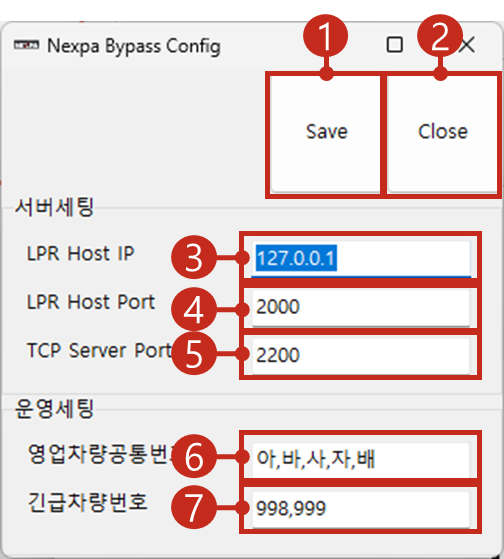 Nexpa Bypass Config
1
2
Save
Close
서버세팅
LPR Host IP
3
127.0.0.1
LPR Host Port
4
2000
TCP Server Port
5
2200
운영세팅
영업차량공통번
6
아,바,사,자,배
긴급차량번호
7
998,999